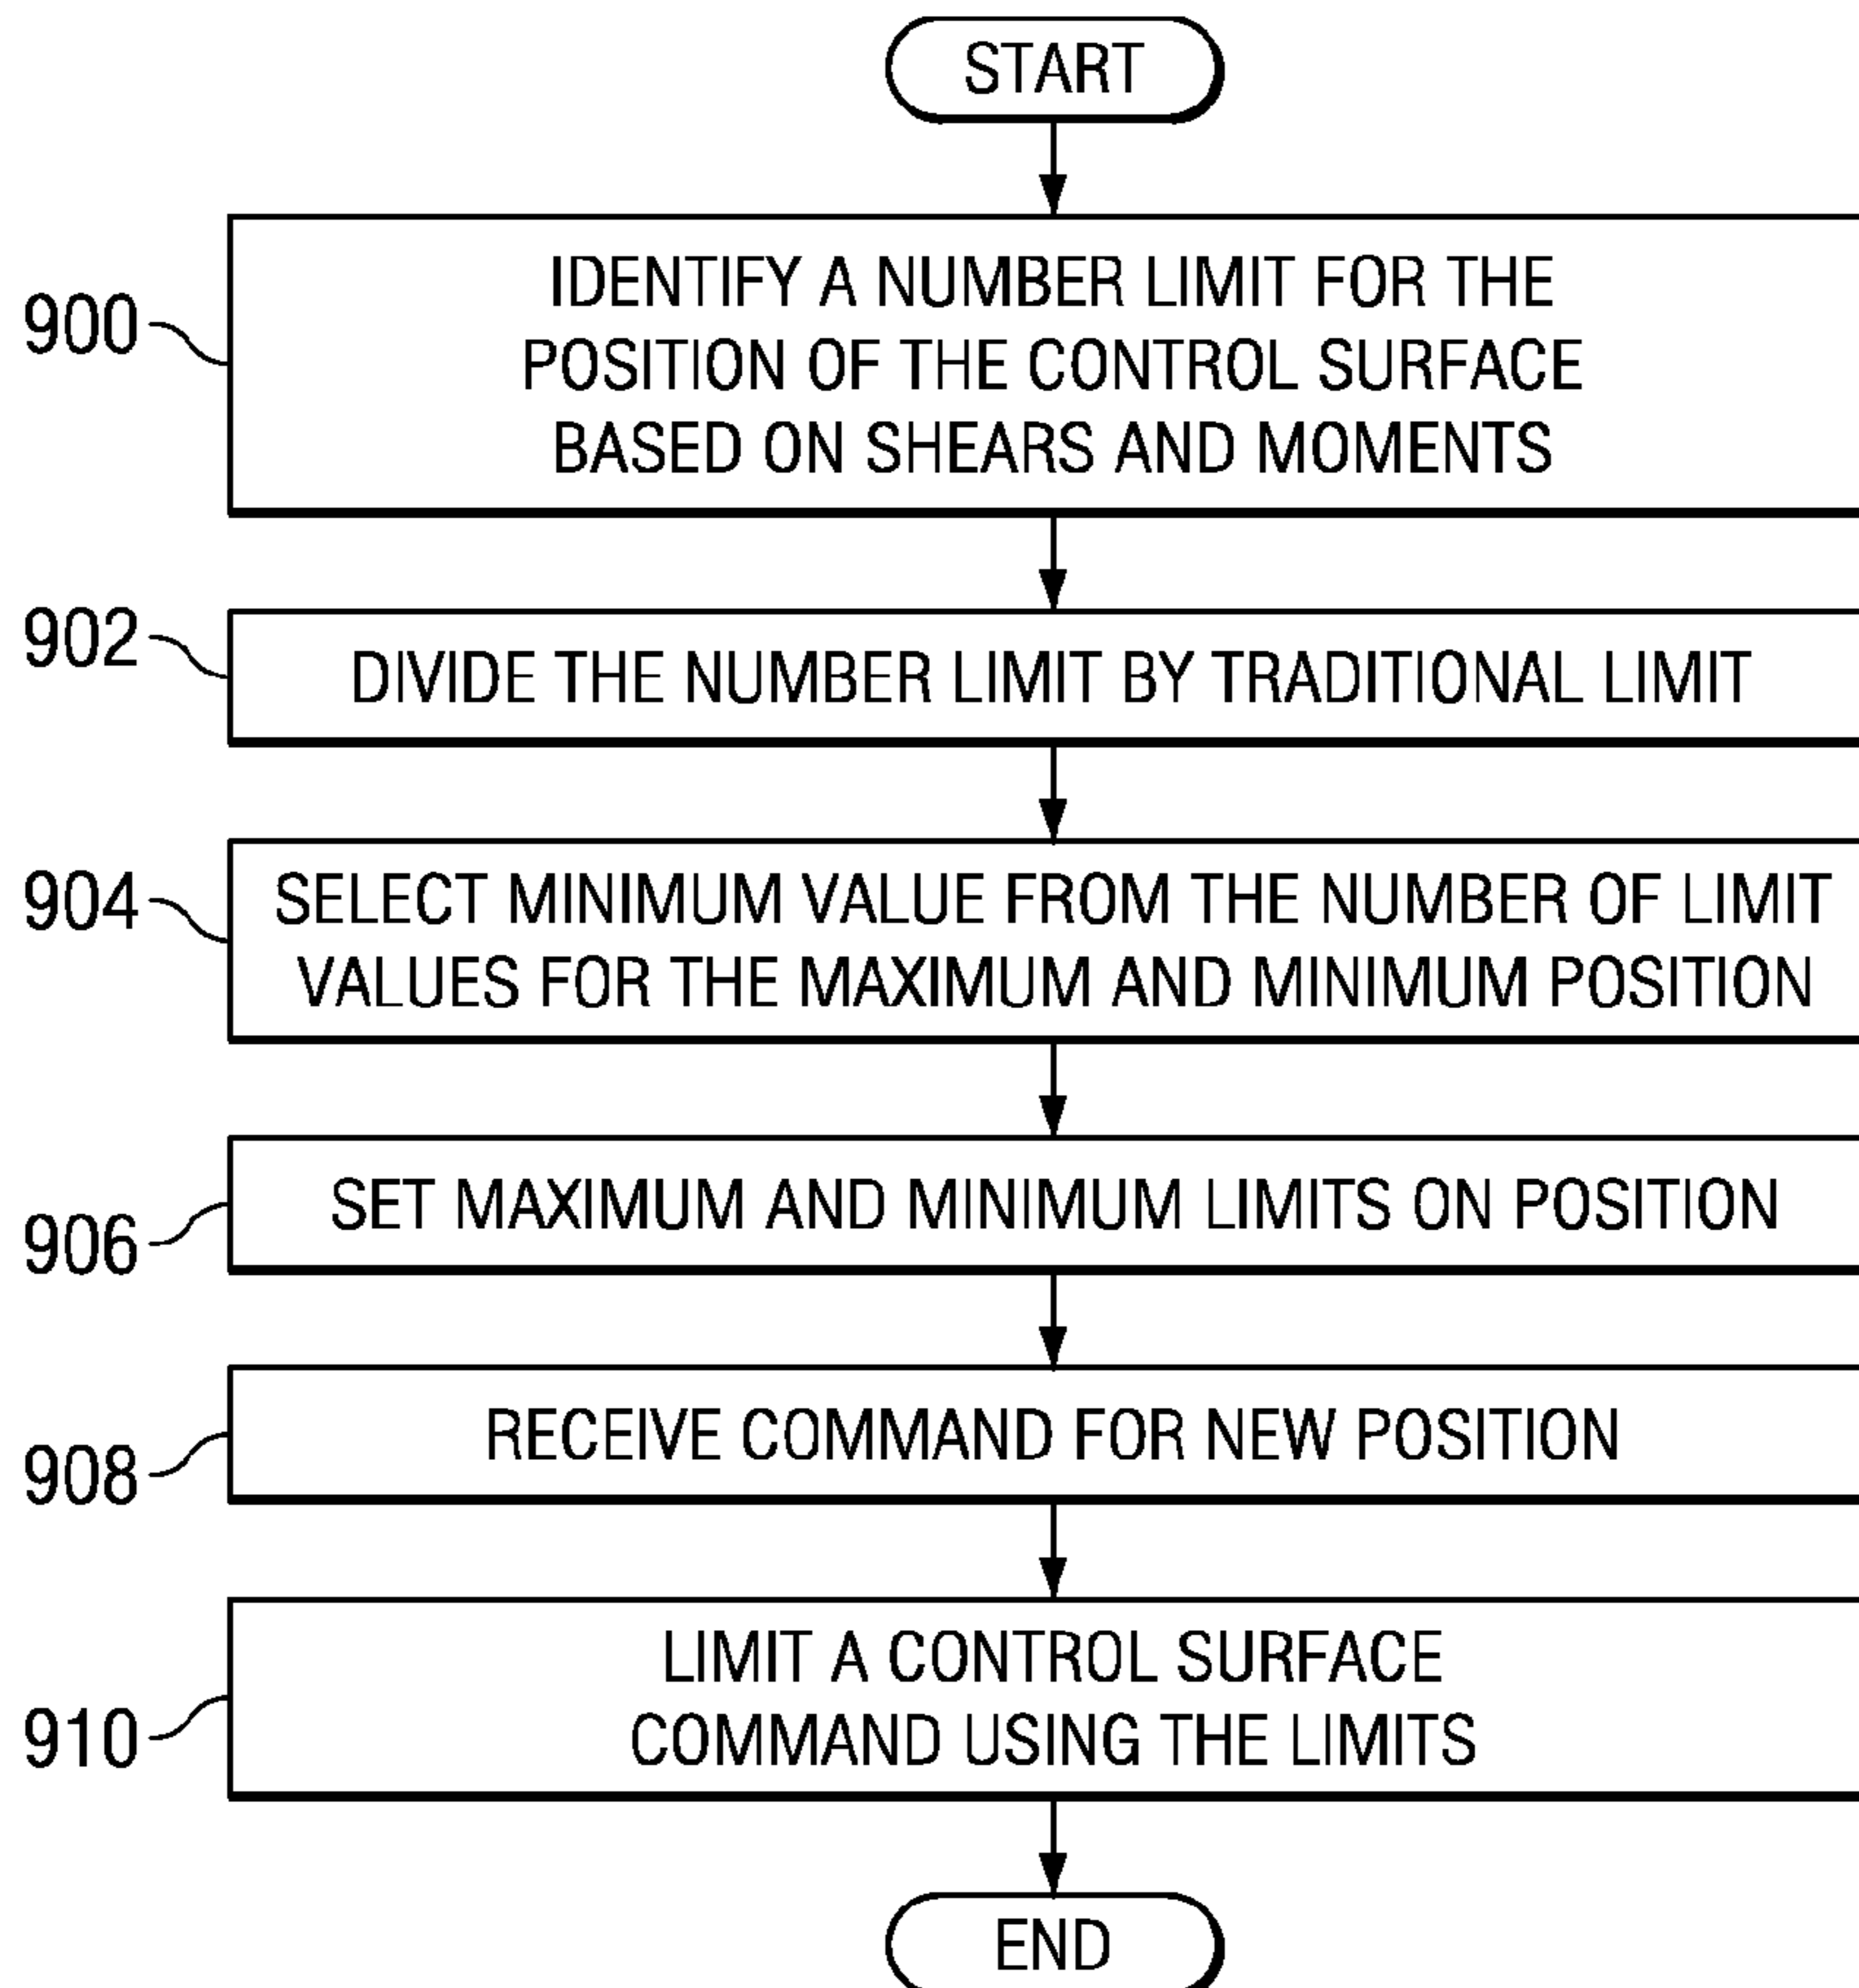 START
900
IDENTIFY A NUMBER LIMIT FOR THE
POSITION OF THE CONTROL SURFACE
BASED ON SHEARS AND MOMENTS
902
DIVIDE THE NUMBER LIMIT BY TRADITIONAL LIMIT
904
SELECT MINIMUM VALUE FROM THE NUMBER OF LIMIT
VALUES FOR THE MAXIMUM AND MINIMUM POSITION
906
SET MAXIMUM AND MINIMUM LIMITS ON POSITION
908
RECEIVE COMMAND FOR NEW POSITION
910
LIMIT A CONTROL SURFACE
COMMAND USING THE LIMITS
END